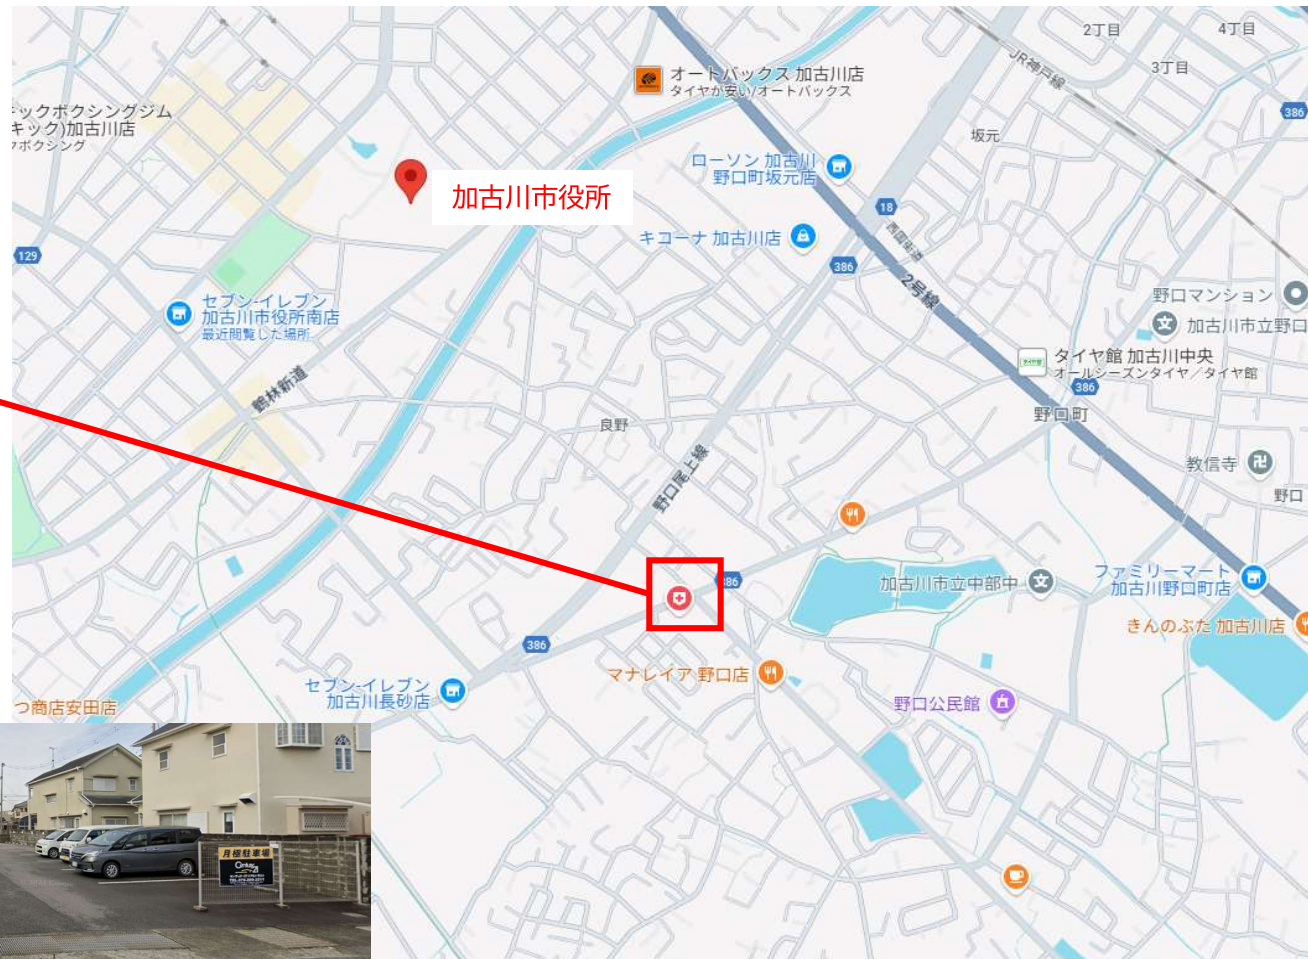 2丁目
4丁目
JR神戸線
3丁目
オートバックス 加古川店
タイヤが安い/オートバックス
386
坂元
ックボクシングジム
キック)加古川店
クボクシング
ローソン 加古川
野口町坂元店
加古川市役所
18
西国街道
キコーナ 加古川店
129
386
2号線
野口マンション
セブン-イレブン
加古川市役所南店
最近閲覧した場所
加古川市立野口
タイヤ館 加古川中央
オールシーズンタイヤ/タイヤ館
386
鶴林新道
野口町
良野
教信寺
野口尾上線
野口
386
加古川市立中部中
ファミリーマート
加古川野口町店
きんのぶた 加古川店
386
マナレイア 野口店
セブン-イレブン
加古川長砂店
野口公民館
つ商店安田店
月極駐車場
Century
21